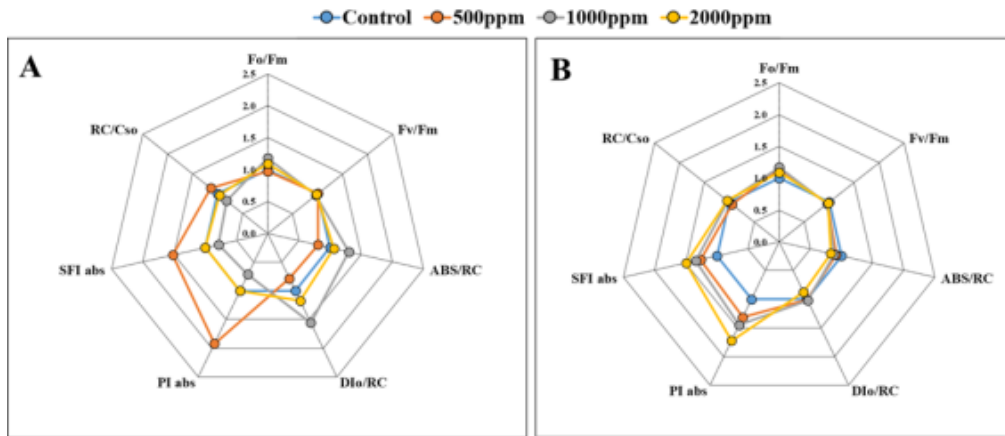 Control 500ppm 1000ppm 2000ppm
A
Fo/Fm
2.5
2.0
1.5
1.0
0.5
0.0
Fv/Fm
ABS/RC
DIo/RC
PI abs
SFI abs
RC/Cso
B
Fo/Fm
2.5
2.0
1.5
1.0
0.5
0.0
Fv/Fm
ABS/RC
DIo/RC
PI abs
SFI abs
RC/Cso